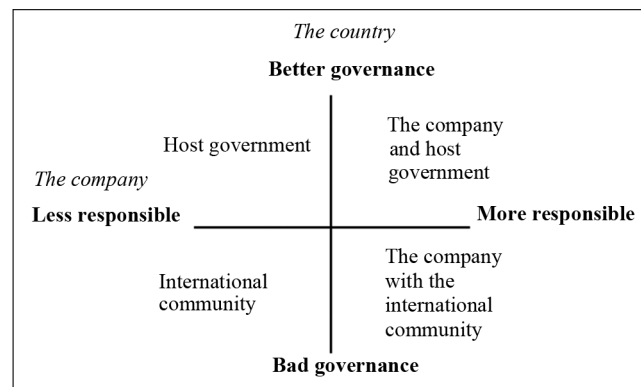 The country
Better governance
Host government
The company
and host
government
The company
Less responsible
More responsible
International
community
The company
with the
international
community
Bad governance